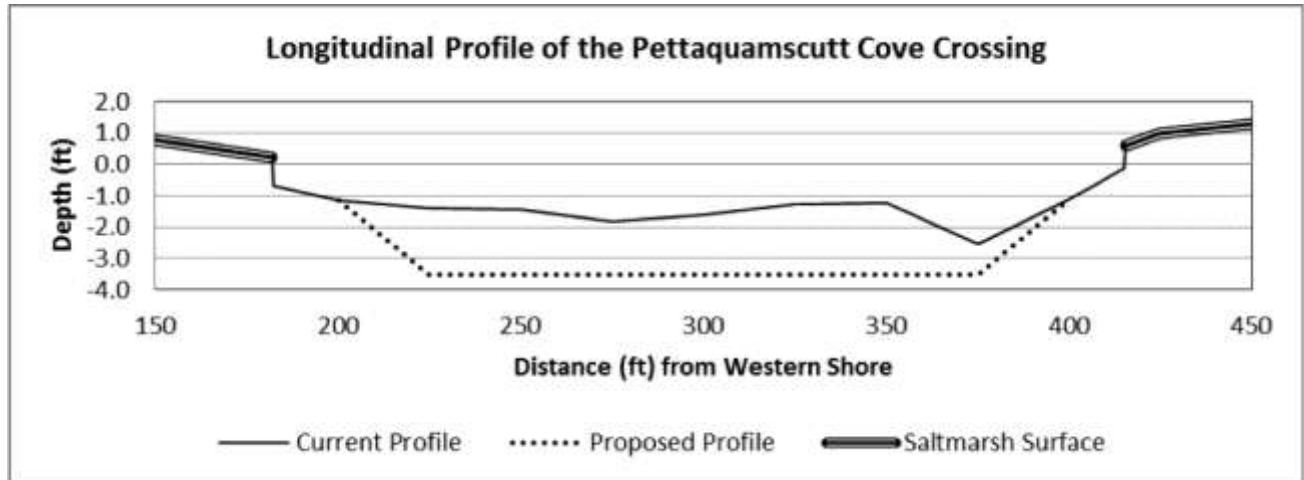 Longitudinal Profile of the Pettaquamscutt Cove Crossing
2.0
1.0
0.0
-1.0
-2.0
-3.0
-4.0
Depth (ft)
150 200 250 300 350 400 450
Distance (ft) from Western Shore
Current Profile Proposed Profile Saltmarsh Surface